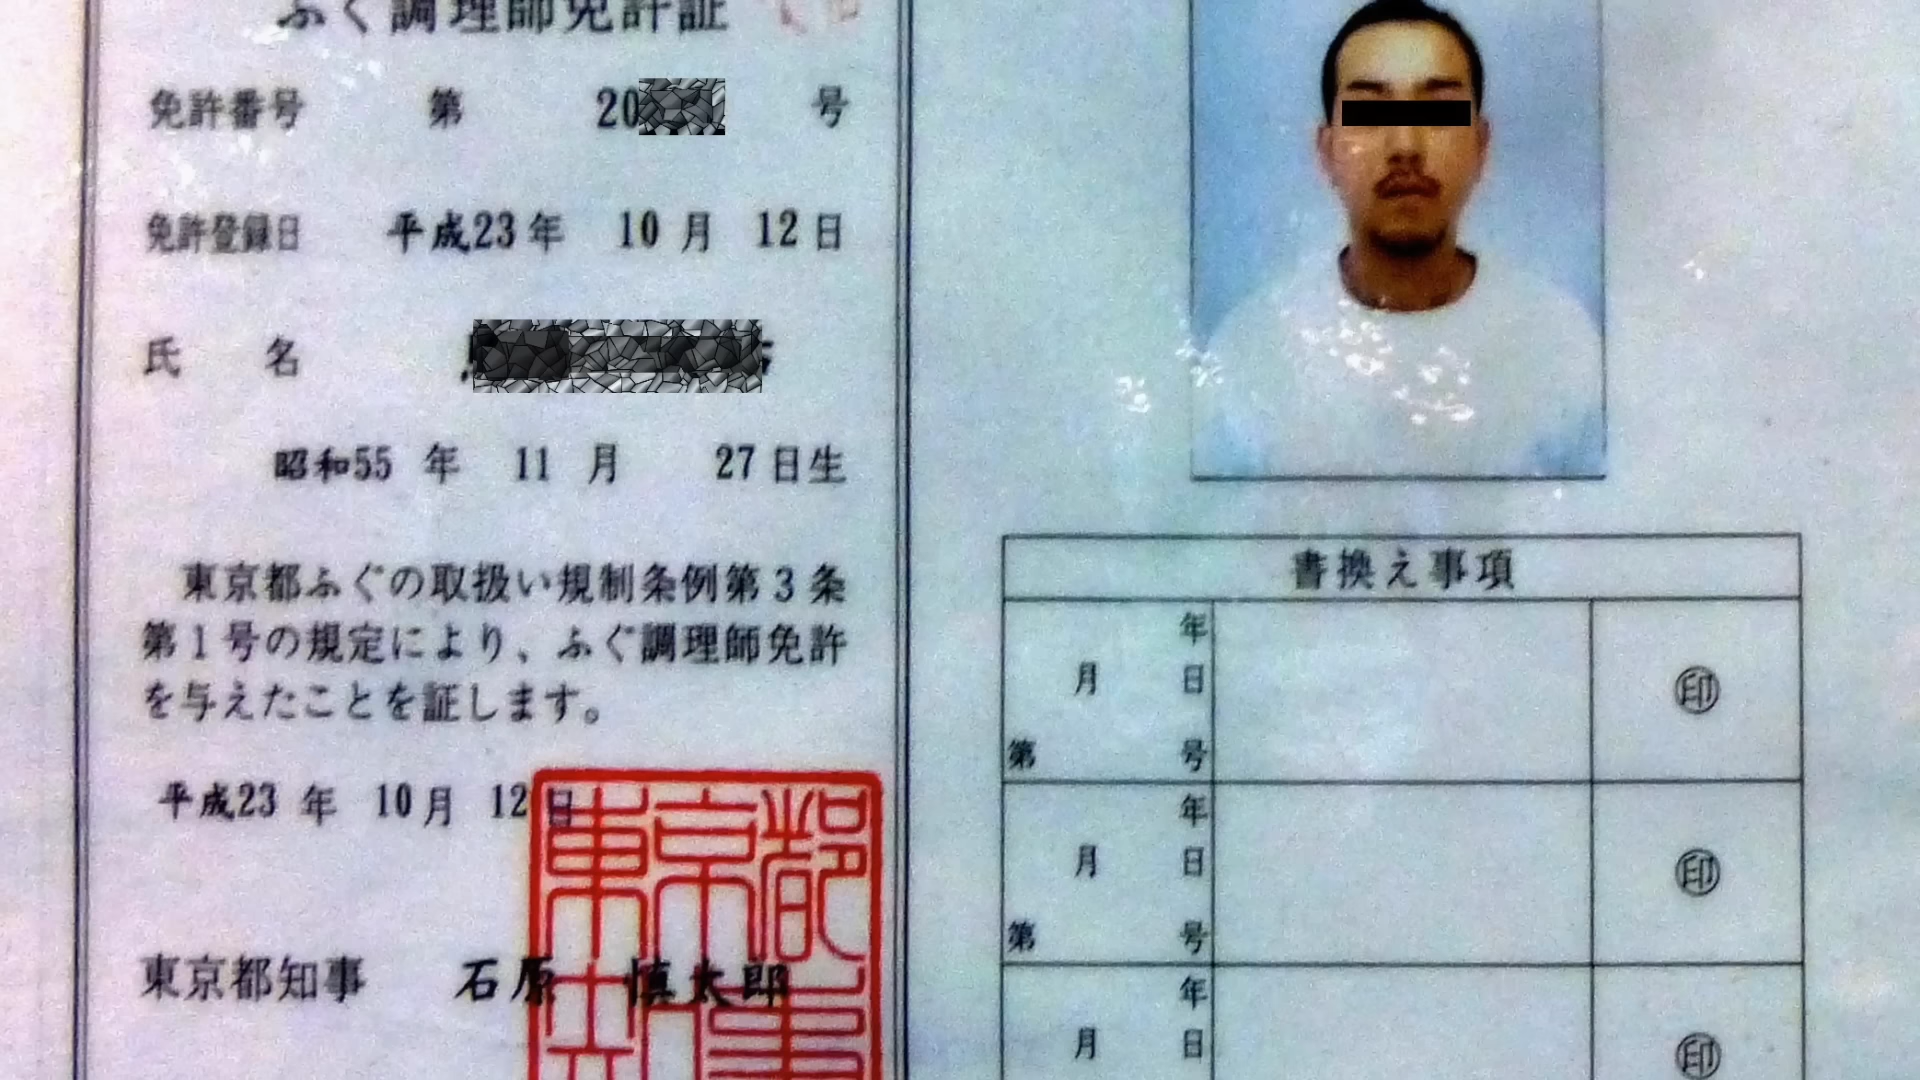 ふぐ調理師免許証
免許番号 第 20 号
免許登録日 平成23年 10月 12日
氏 名
昭和55年 11月 27日生
東京都ふぐの取扱い規制条例第3条
第1号の規定により、ふぐ調理師免許
を与えたことを証します。
平成23年 10月 12日
東京都知事 石原 慎太郎
東京都
知事
書換え事項
年
月 日
第 号
印
年
月 日
第 号
印
年
月 日
印